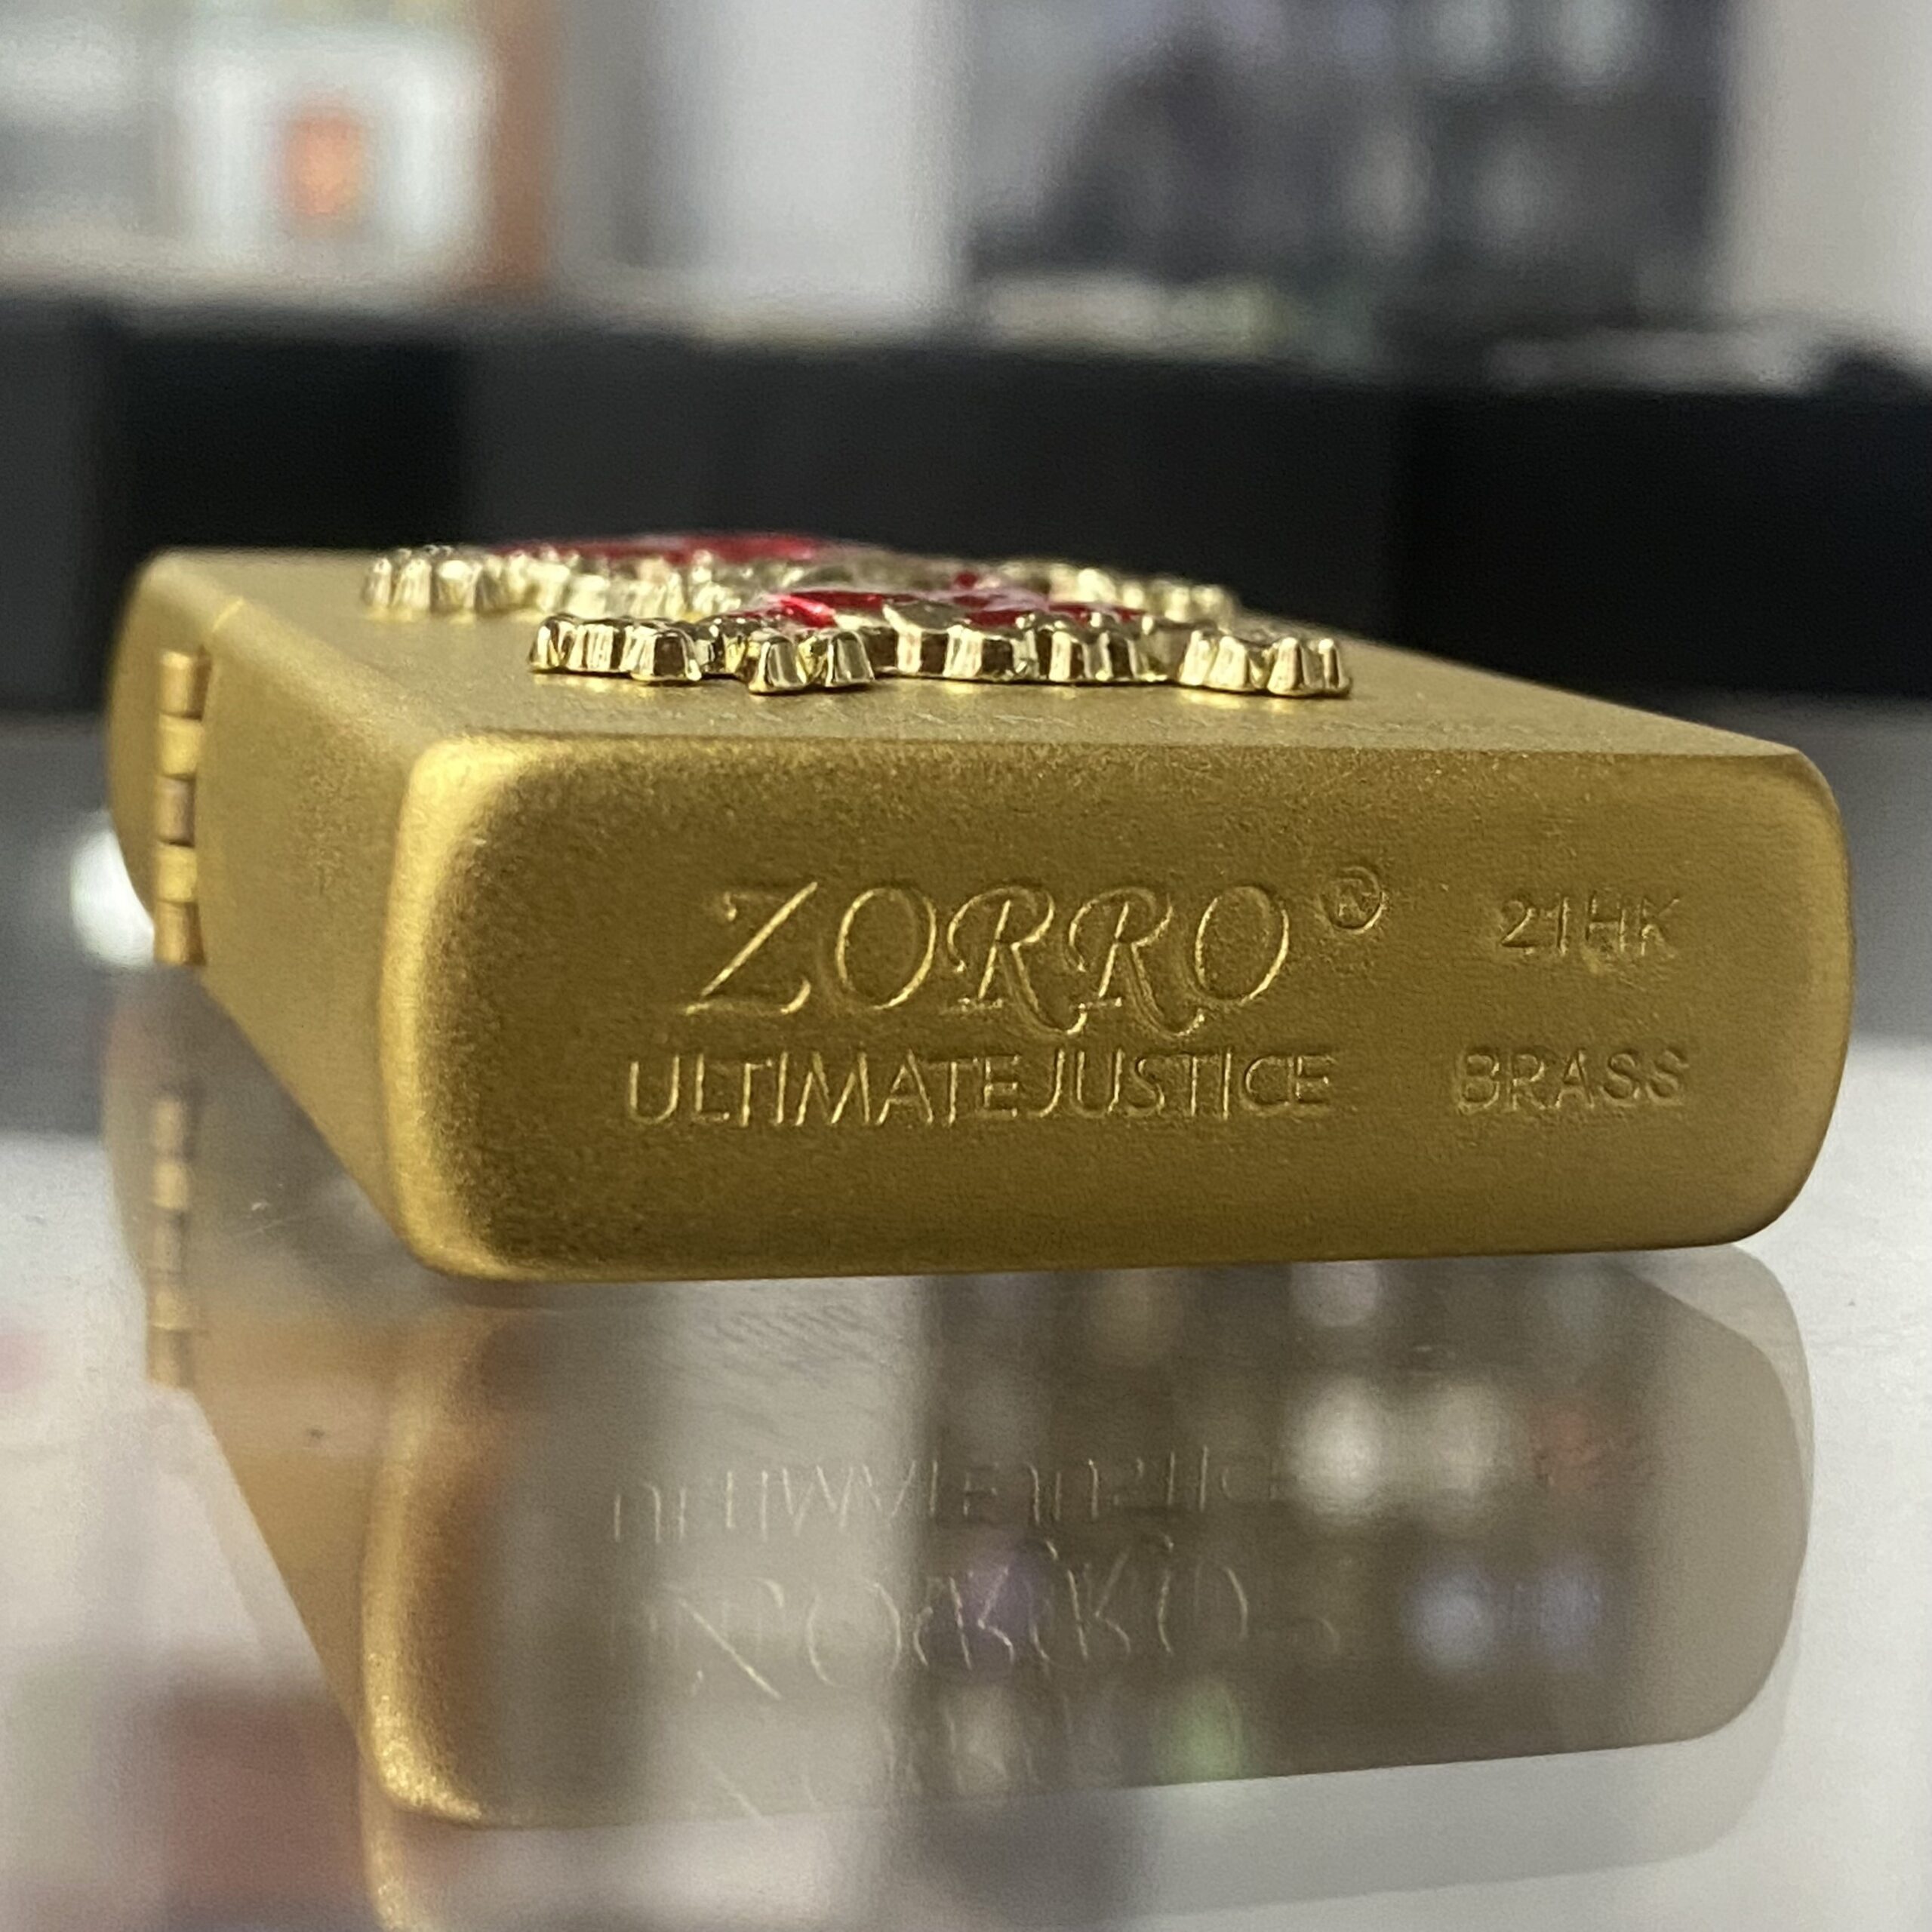 ZORRO® 21HK
ULTIMATE JUSTICE BRASS